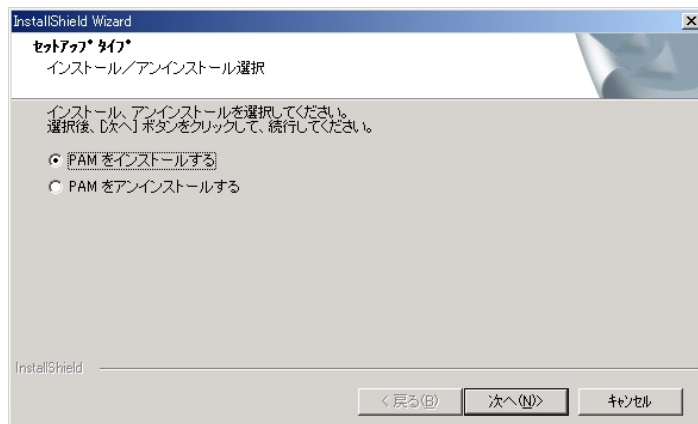 InstallShield Wizard
セットアップ タイプ
インストール／アンインストール選択
インストール、アンインストールを選択してください。
選択後、[次へ] ボタンをクリックして、続行してください。
PAM をインストールする
PAM をアンインストールする
InstallShield
< 戻る(B)
次へ(N)>
キャンセル